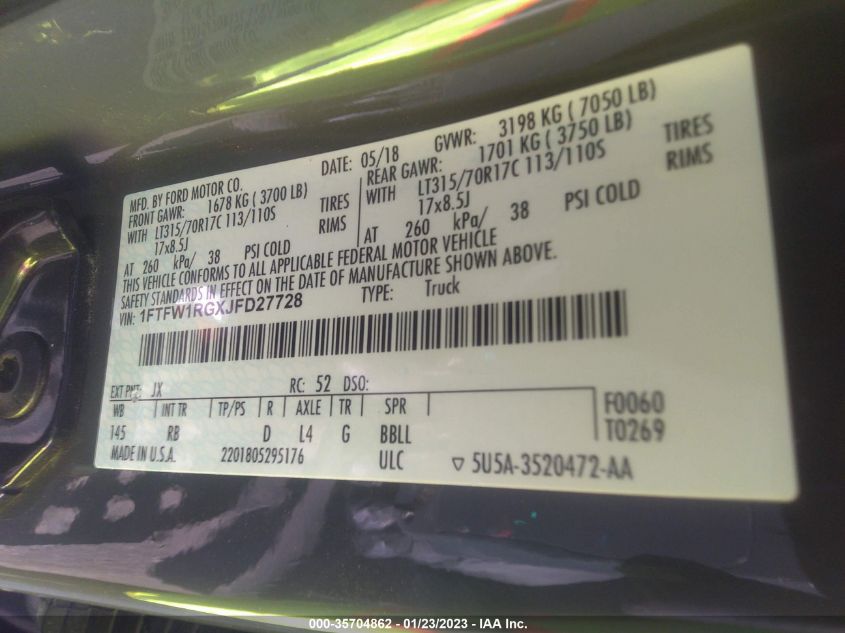 MFD. BY FORD MOTOR CO.
DATE: 05/18 GVWR: 3198 KG ( 7050 LB)
FRONT GAWR: 1678 KG ( 3700 LB) REAR GAWR: 1701 KG ( 3750 LB)
WITH LT315/70R17C 113/110S TIRES WITH LT315/70R17C 113/110S TIRES
17x8.5J RIMS 17x8.5J RIMS
AT 260 kPa/ 38 PSI COLD AT 260 kPa/ 38 PSI COLD
THIS VEHICLE CONFORMS TO ALL APPLICABLE FEDERAL MOTOR VEHICLE
SAFETY STANDARDS IN EFFECT ON THE DATE OF MANUFACTURE SHOWN ABOVE.
VIN: 1FTFW1RGXJFD27728 TYPE: Truck
EXT PNT: JX RC: 52 DSO:
WB INT TR TP/PS R AXLE TR SPR F0060
145 RB D L4 G BBLL T0269
MADE IN U.S.A. 2201805295176 ULC ▽ 5U5A-3520472-AA
000-35704862 - 01/23/2023 - IAA Inc.